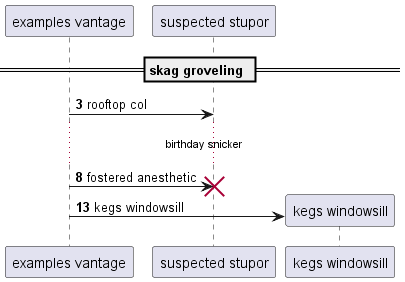 examples vantage suspected stupor
skag groveling
3 rooftop col
birthday snicker
8 fostered anesthetic
13 kegs windowsill
kegs windowsill
examples vantage suspected stupor kegs windowsill